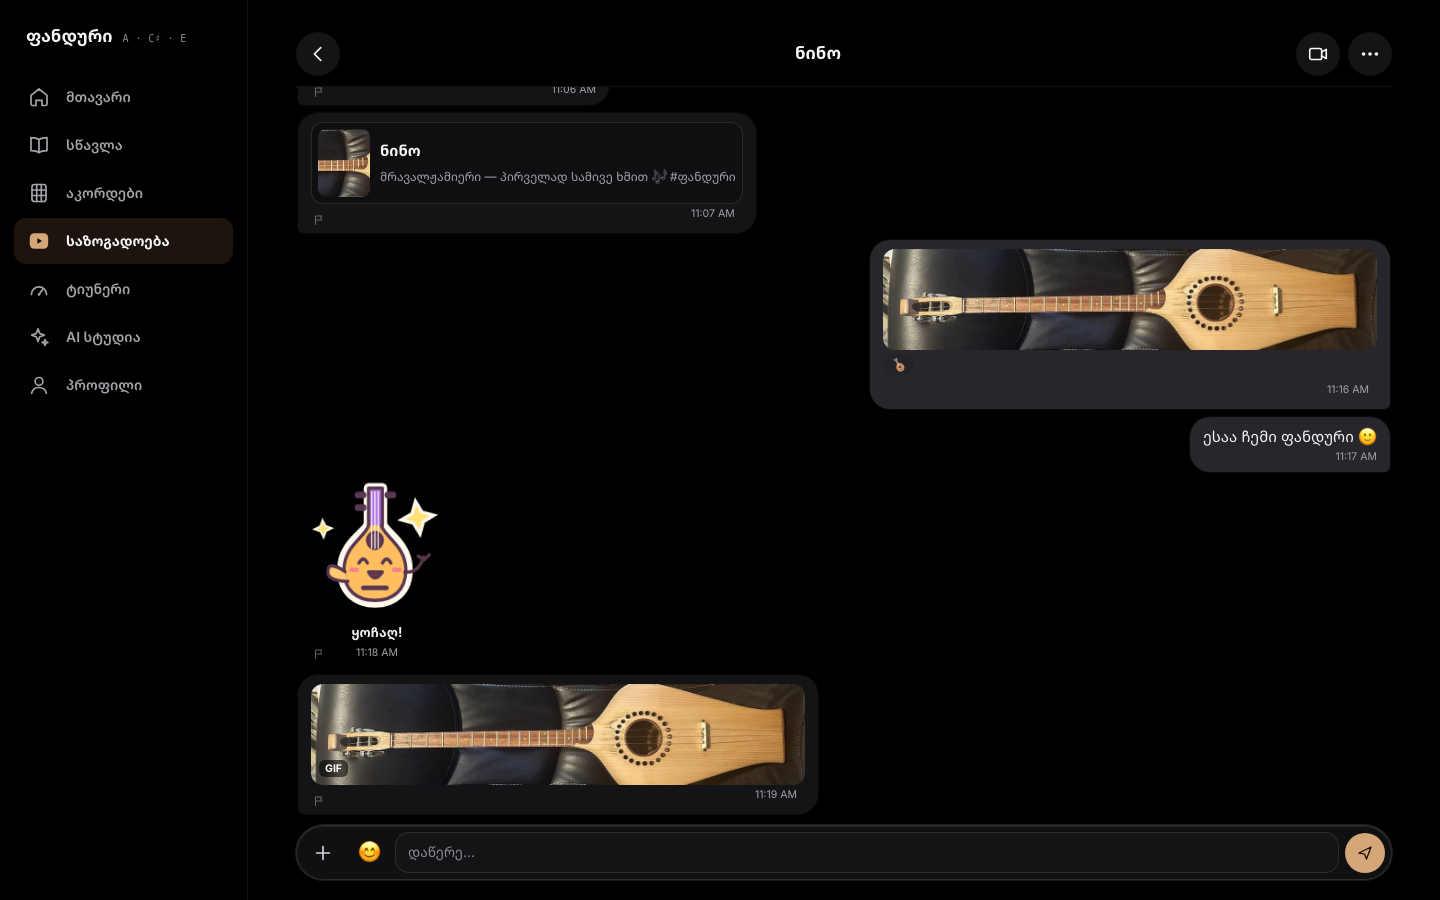 ფანდური A · C♯ · E
მთავარი
სწავლა
აკორდები
საზოგადოება
ტიუნერი
AI სტუდია
პროფილი
ნინო
11:06 AM
ნინო
მრავალჟამიერი — პირველად სამივე ხმით 🎶 #ფანდური
11:07 AM
11:16 AM
ესაა ჩემი ფანდური 🙂
11:17 AM
ყოჩაღ!
11:18 AM
GIF
11:19 AM
დაწერე...